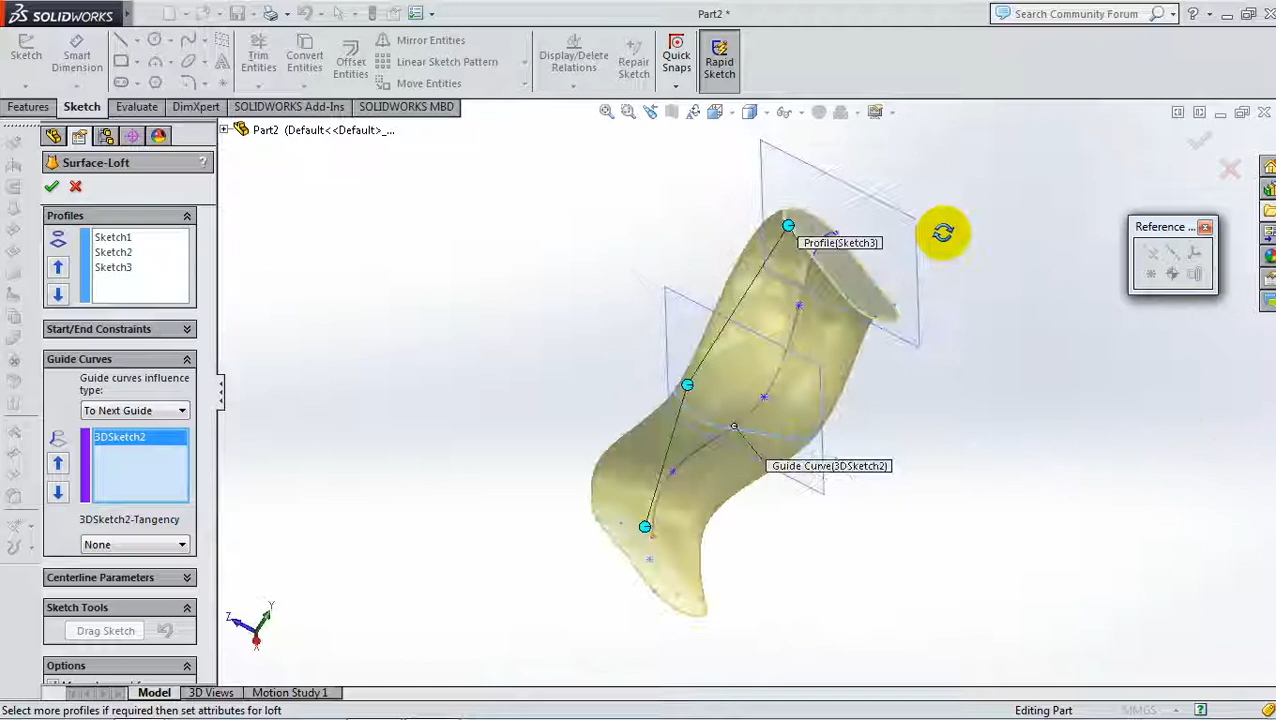 SOLIDWORKS
Part2 *
Search Community Forum
?
Sketch
Smart
Dimension
Trim
Entities
Convert
Entities
Offset
Entities
Mirror Entities
Linear Sketch Pattern
Move Entities
Display/Delete
Relations
Repair
Sketch
Quick
Snaps
Rapid
Sketch
Features
Sketch
Evaluate
DimXpert
SOLIDWORKS Add-Ins
SOLIDWORKS MBD
Part2 (Default<<Default>_...
Surface-Loft
?
Profiles
Sketch1
Sketch2
Sketch3
Start/End Constraints
Guide Curves
Guide curves influence
type:
To Next Guide
3DSketch2
3DSketch2-Tangency
None
Centerline Parameters
Sketch Tools
Drag Sketch
Options
Profile(Sketch3)
Guide Curve(3DSketch2)
Reference ...
Z
Y
X
Model
3D Views
Motion Study 1
Select more profiles if required then set attributes for loft
Editing Part
MMGS
?